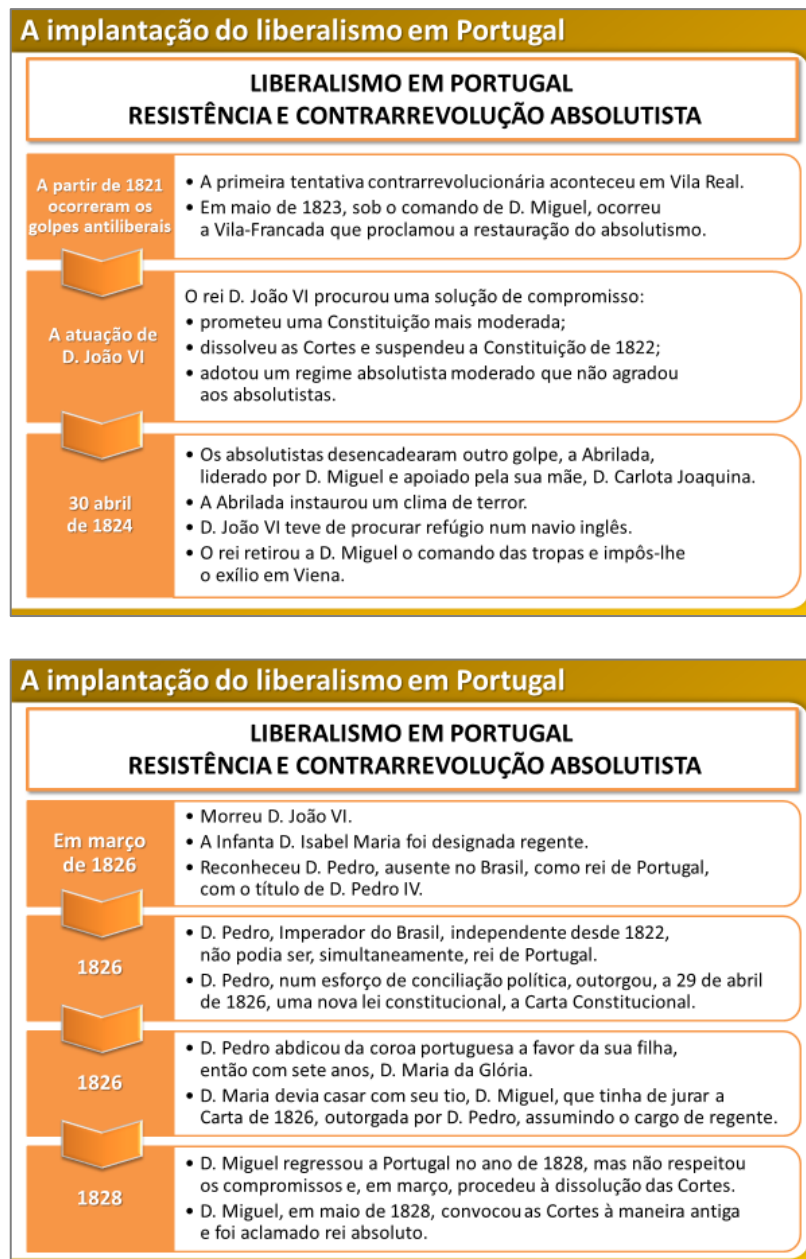 A implantação do liberalismo em Portugal
LIBERALISMO EM PORTUGAL
RESISTÊNCIA E CONTRARREVOLUÇÃO ABSOLUTISTA
A partir de 1821
ocorreram os
golpes antiliberais
• A primeira tentativa contrarrevolucionária aconteceu em Vila Real.
• Em maio de 1823, sob o comando de D. Miguel, ocorreu
a Vila-Francada que proclamou a restauração do absolutismo.
A atuação de
D. João VI
O rei D. João VI procurou uma solução de compromisso:
• prometeu uma Constituição mais moderada;
• dissolveu as Cortes e suspendeu a Constituição de 1822;
• adotou um regime absolutista moderado que não agradou
aos absolutistas.
30 abril
de 1824
• Os absolutistas desencadearam outro golpe, a Abrilada,
liderado por D. Miguel e apoiado pela sua mãe, D. Carlota Joaquina.
• A Abrilada instaurou um clima de terror.
• D. João VI teve de procurar refúgio num navio inglês.
• O rei retirou a D. Miguel o comando das tropas e impôs-lhe
o exílio em Viena.
A implantação do liberalismo em Portugal
LIBERALISMO EM PORTUGAL
RESISTÊNCIA E CONTRARREVOLUÇÃO ABSOLUTISTA
Em março
de 1826
• Morreu D. João VI.
• A Infanta D. Isabel Maria foi designada regente.
• Reconheceu D. Pedro, ausente no Brasil, como rei de Portugal,
com o título de D. Pedro IV.
1826
• D. Pedro, Imperador do Brasil, independente desde 1822,
não podia ser, simultaneamente, rei de Portugal.
• D. Pedro, num esforço de conciliação política, outorgou, a 29 de abril
de 1826, uma nova lei constitucional, a Carta Constitucional.
1826
• D. Pedro abdicou da coroa portuguesa a favor da sua filha,
então com sete anos, D. Maria da Glória.
• D. Maria devia casar com seu tio, D. Miguel, que tinha de jurar a
Carta de 1826, outorgada por D. Pedro, assumindo o cargo de regente.
1828
• D. Miguel regressou a Portugal no ano de 1828, mas não respeitou
os compromissos e, em março, procedeu à dissolução das Cortes.
• D. Miguel, em maio de 1828, convocou as Cortes à maneira antiga
e foi aclamado rei absoluto.